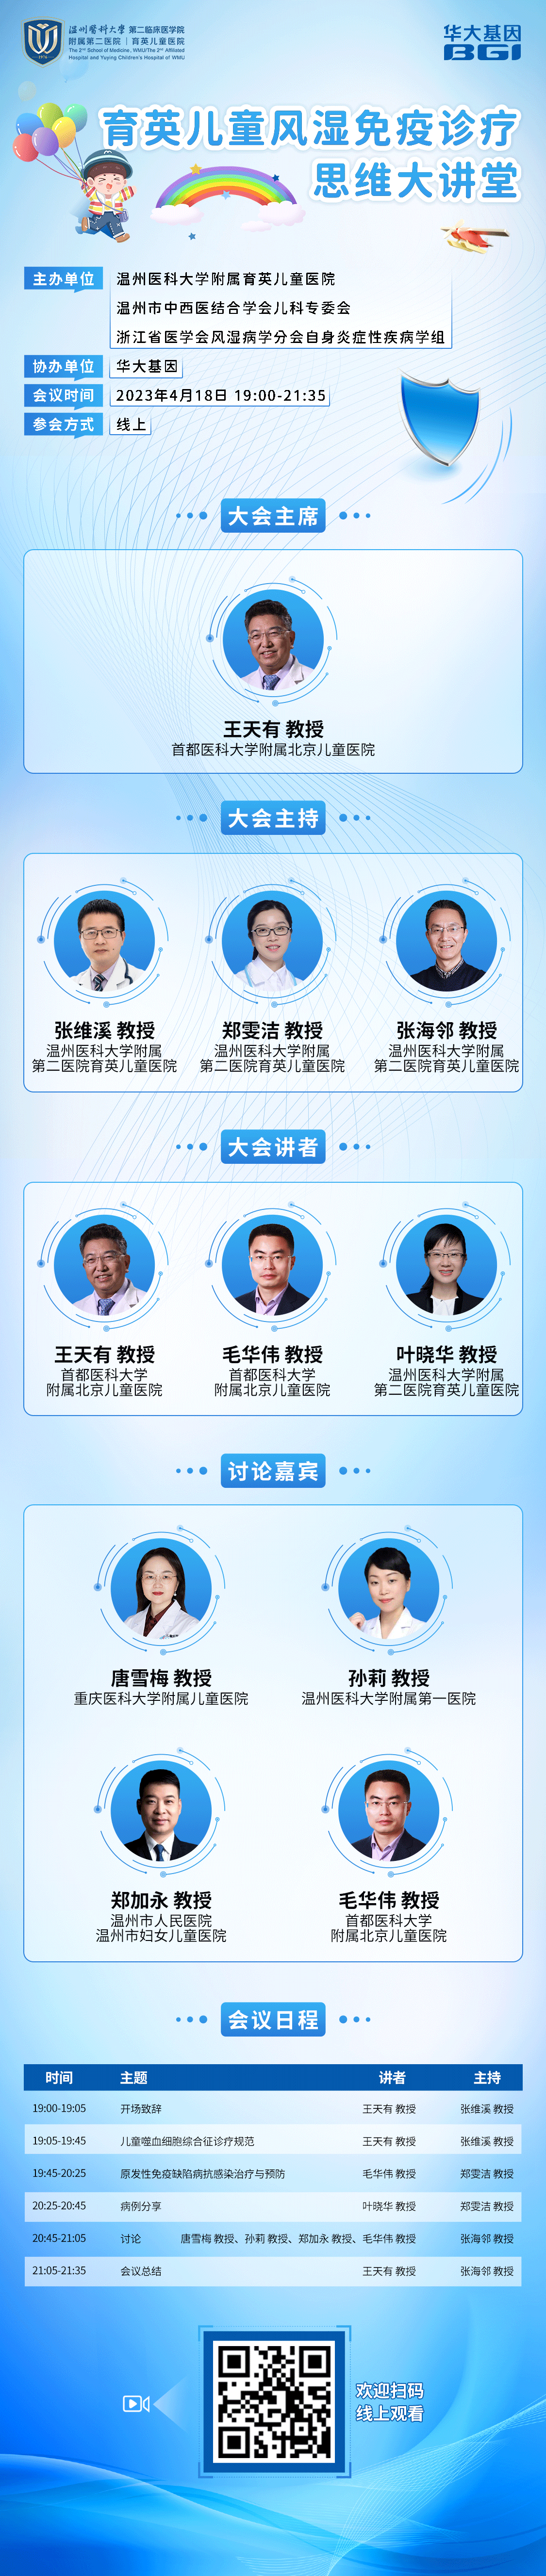 温州醫科大學 第二临床医学院
附属第二医院 | 育英儿童医院
The 2nd School of Medicine, WMU/The 2nd Affiliated
Hospital and Yuying Children's Hospital of WMU
1958
华大基因
BGI
育英儿童风湿免疫诊疗
思维大讲堂
主办单位 温州医科大学附属育英儿童医院
温州市中西医结合学会儿科专委会
浙江省医学会风湿病学分会自身炎症性疾病学组
协办单位 华大基因
会议时间 2023年4月18日 19:00-21:35
参会方式 线上
大会主席
王天有 教授
首都医科大学附属北京儿童医院
大会主持
张维溪 教授
温州医科大学附属
第二医院育英儿童医院
郑雯洁 教授
温州医科大学附属
第二医院育英儿童医院
张海邻 教授
温州医科大学附属
第二医院育英儿童医院
大会讲者
王天有 教授
首都医科大学
附属北京儿童医院
毛华伟 教授
首都医科大学
附属北京儿童医院
叶晓华 教授
温州医科大学附属
第二医院育英儿童医院
讨论嘉宾
唐雪梅 教授
重庆医科大学附属儿童医院
孙莉 教授
温州医科大学附属第一医院
郑加永 教授
温州市人民医院
温州市妇女儿童医院
毛华伟 教授
首都医科大学
附属北京儿童医院
会议日程
时间 主题 讲者 主持
19:00-19:05 开场致辞 王天有 教授 张维溪 教授
19:05-19:45 儿童噬血细胞综合征诊疗规范 王天有 教授 张维溪 教授
19:45-20:25 原发性免疫缺陷病抗感染治疗与预防 毛华伟 教授 郑雯洁 教授
20:25-20:45 病例分享 叶晓华 教授 郑雯洁 教授
20:45-21:05 讨论 唐雪梅 教授、孙莉 教授、郑加永 教授、毛华伟 教授 张海邻 教授
21:05-21:35 会议总结 王天有 教授 张海邻 教授
欢迎扫码
线上观看